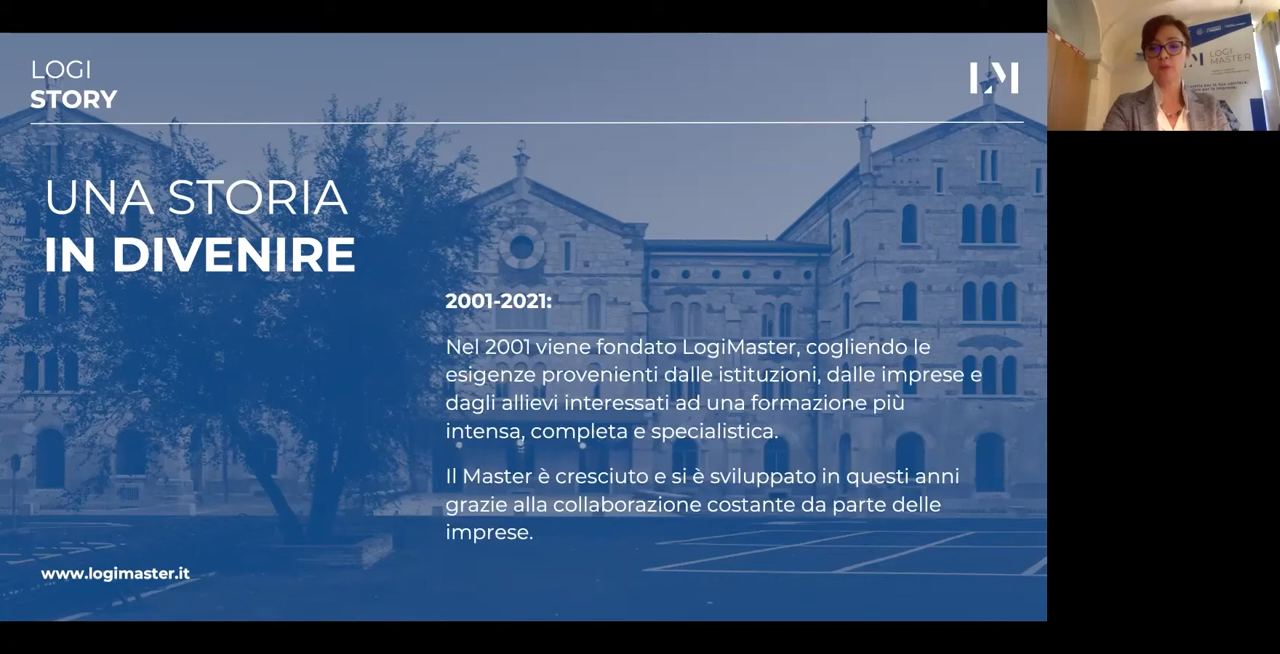 LOGI
STORY
LM
UNA STORIA
IN DIVENIRE
2001-2021:
Nel 2001 viene fondato LogiMaster, cogliendo le
esigenze provenienti dalle istituzioni, dalle imprese e
dagli allievi interessati ad una formazione più
intensa, completa e specialistica.
Il Master è cresciuto e si è sviluppato in questi anni
grazie alla collaborazione costante da parte delle
imprese.
www.logimaster.it
LOGI
MASTER